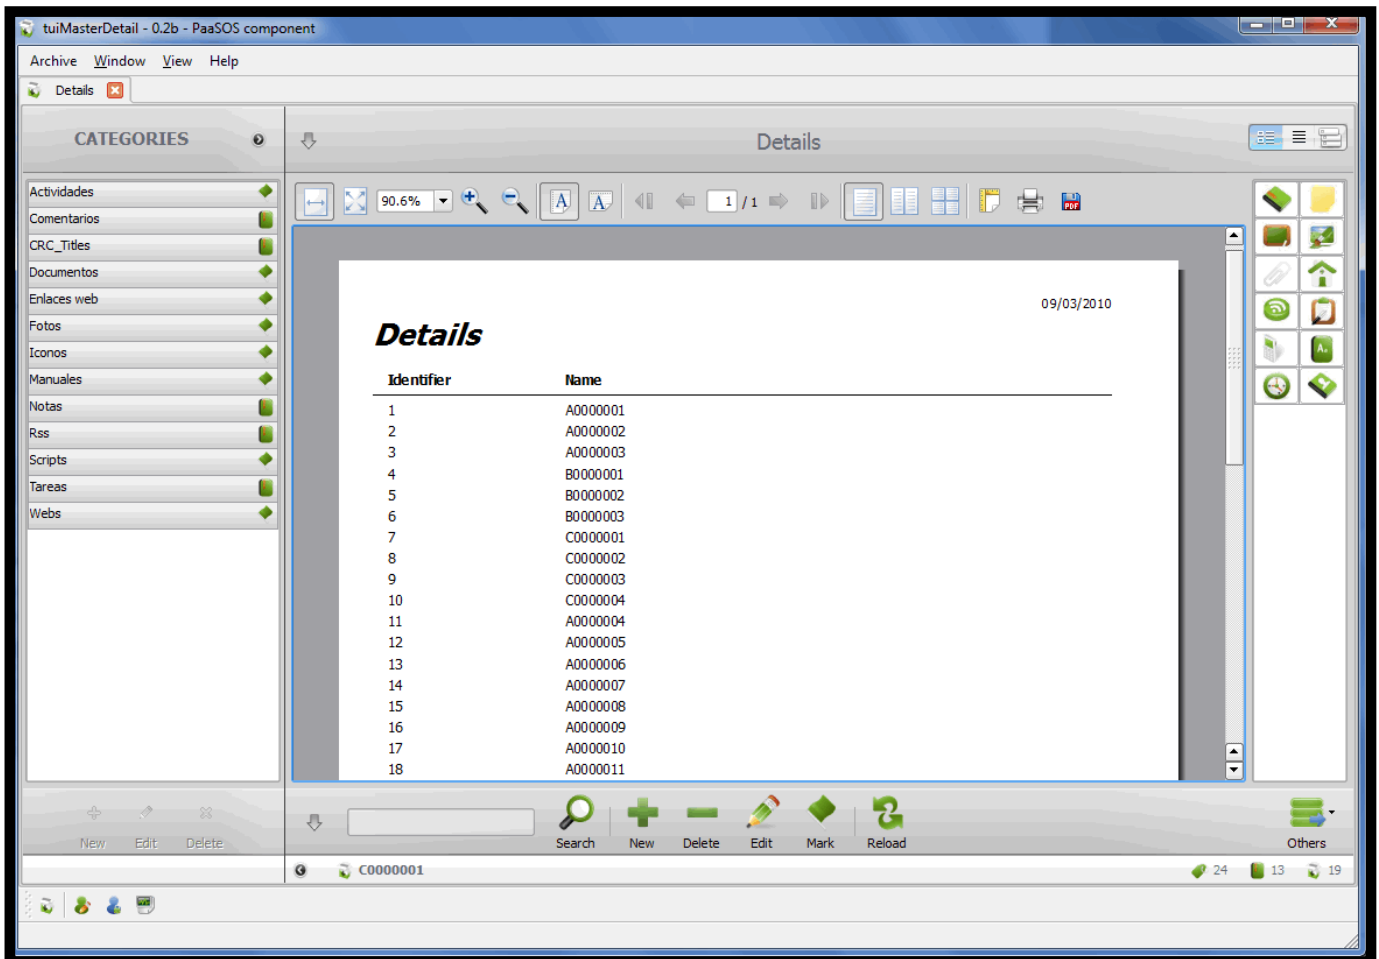 tuiMasterDetail - 0.2b - PaaSOS component
Archive Window View Help
Details
CATEGORIES
Details
Actividades
Comentarios
CRC_Titles
Documentos
Enlaces web
Fotos
Iconos
Manuales
Notas
Rss
Scripts
Tareas
Webs
90.6% A A 1 / 1 PDF
09/03/2010
Details
Identifier Name
1 A0000001
2 A0000002
3 A0000003
4 B0000001
5 B0000002
6 B0000003
7 C0000001
8 C0000002
9 C0000003
10 C0000004
11 A0000004
12 A0000005
13 A0000006
14 A0000007
15 A0000008
16 A0000009
17 A0000010
18 A0000011
New Edit Delete
Search New Delete Edit Mark Reload Others
C0000001 24 13 19